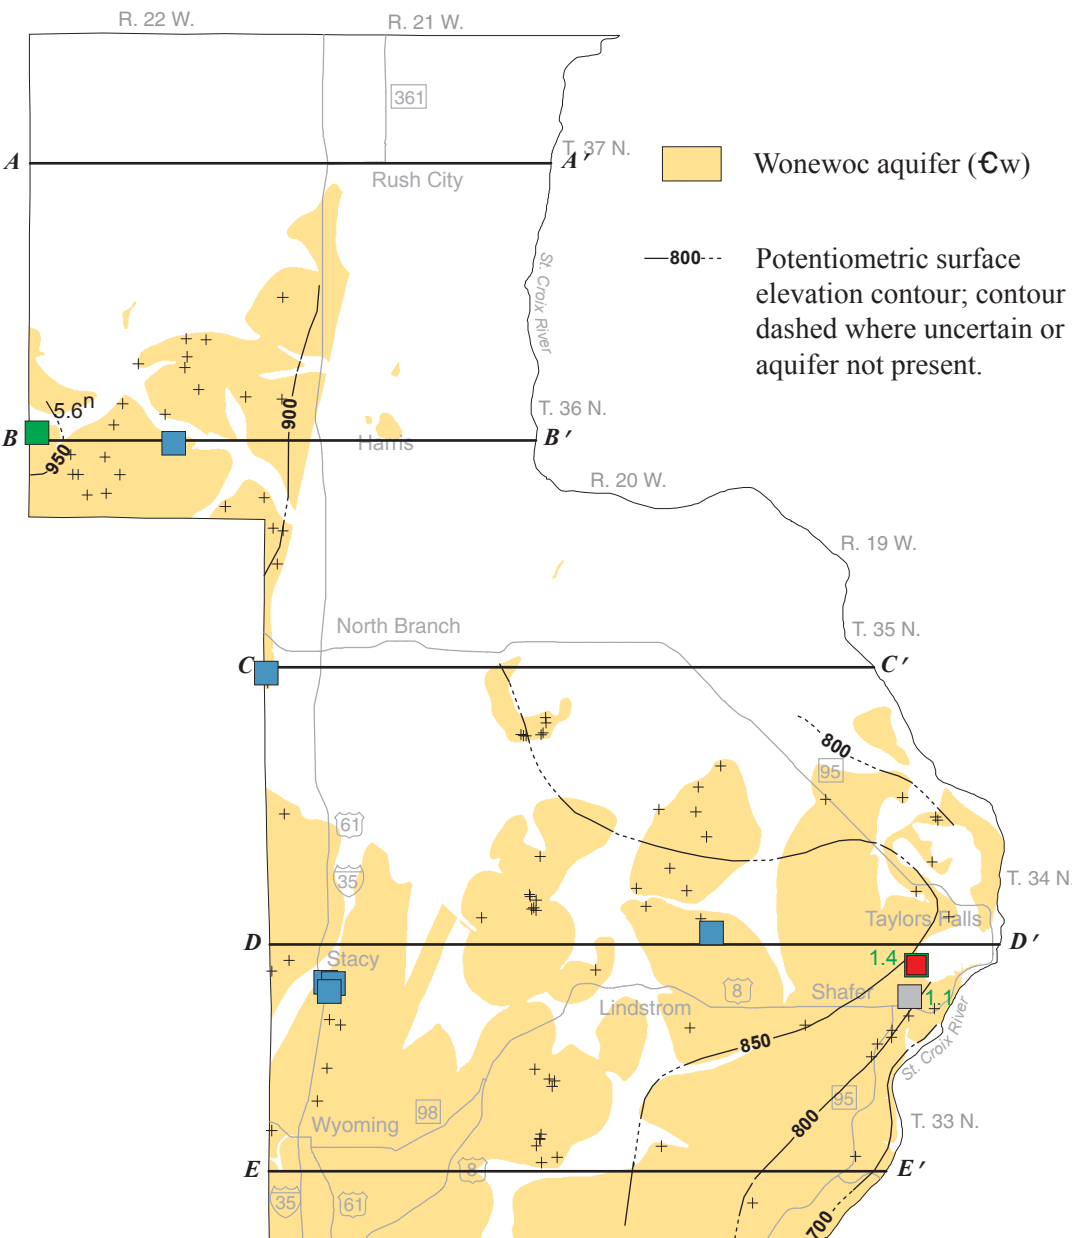 R. 22 W.
R. 21 W.
361
A
A′
T. 37 N.
Rush City
Wonewoc aquifer (Ꞓw)
800
Potentiometric surface
elevation contour; contour
dashed where uncertain or
aquifer not present.
St. Croix River
900
5.6n
T. 36 N.
B
B′
Harris
950
R. 20 W.
R. 19 W.
North Branch
T. 35 N.
C
C′
800
95
61
35
T. 34 N.
Taylors Falls
D
D′
Stacy
1.4
8
Shafer
1.1
Lindstrom
850
St. Croix River
98
95
800
T. 33 N.
Wyoming
E
8
E′
35
61
700